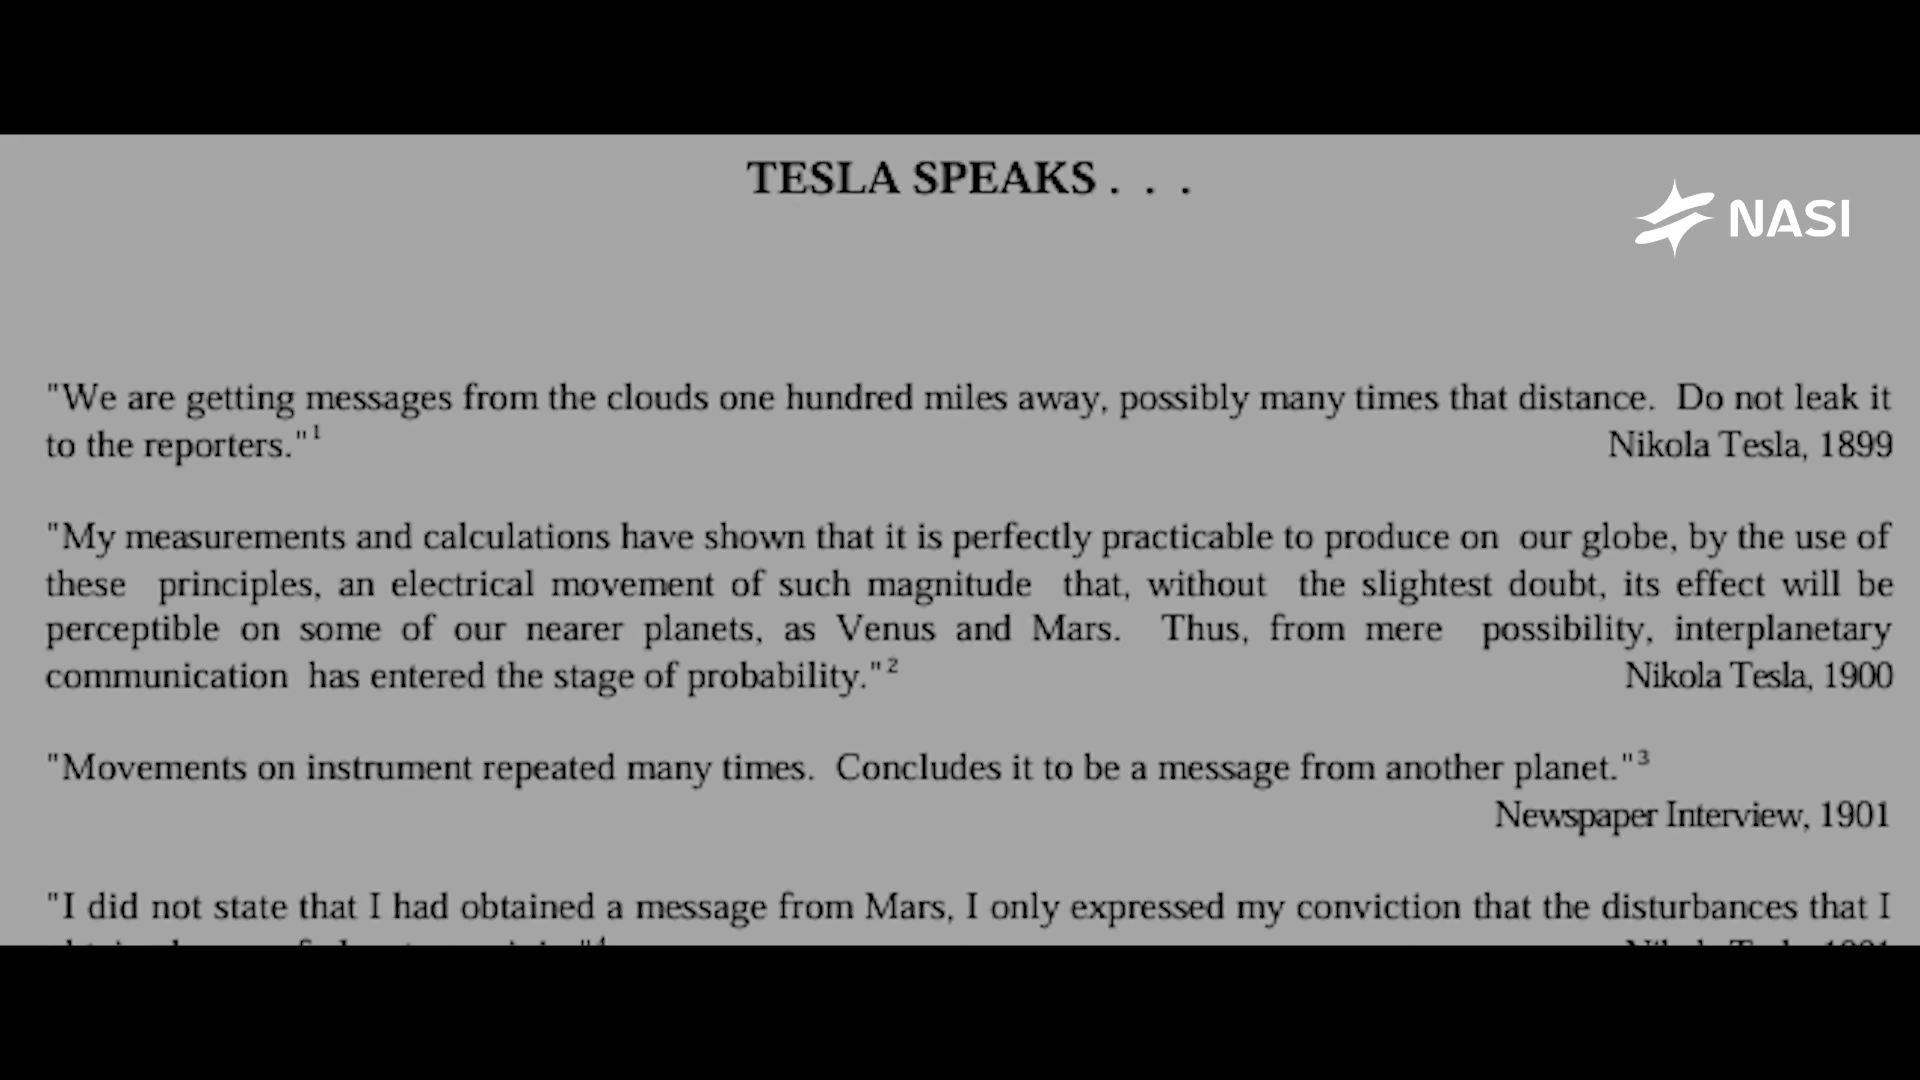 TESLA SPEAKS . . .
NASI
"We are getting messages from the clouds one hundred miles away, possibly many times that distance. Do not leak it
to the reporters."1 Nikola Tesla, 1899
"My measurements and calculations have shown that it is perfectly practicable to produce on our globe, by the use of
these principles, an electrical movement of such magnitude that, without the slightest doubt, its effect will be
perceptible on some of our nearer planets, as Venus and Mars. Thus, from mere possibility, interplanetary
communication has entered the stage of probability."2 Nikola Tesla, 1900
"Movements on instrument repeated many times. Concludes it to be a message from another planet."3
Newspaper Interview, 1901
"I did not state that I had obtained a message from Mars, I only expressed my conviction that the disturbances that I